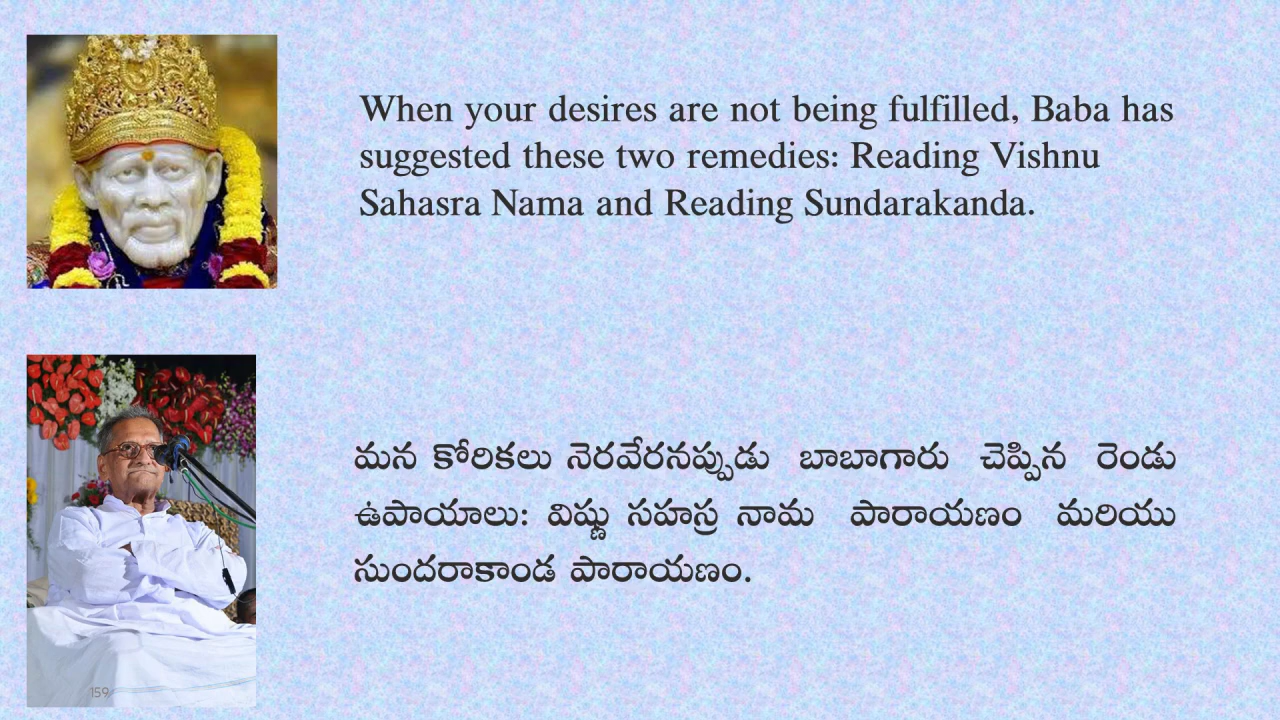 When your desires are not being fulfilled, Baba has
suggested these two remedies: Reading Vishnu
Sahasra Nama and Reading Sundarakanda.
మన కోరికలు నెరవేరనప్పుడు బాబాగారు చెప్పిన రెండు
ఉపాయాలు: విష్ణు సహస్ర నామ పారాయణం మరియు
సుందరాకాండ పారాయణం.
159